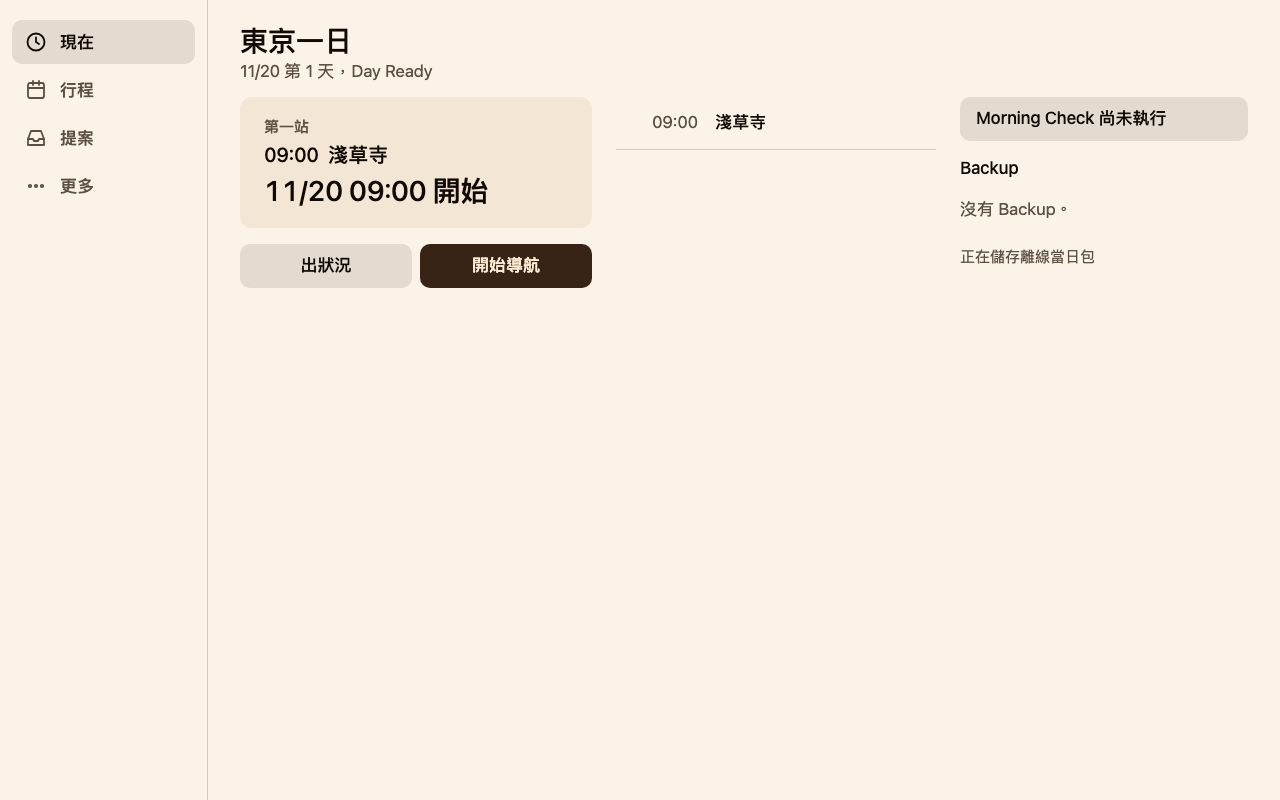 現在
行程
提案
更多
東京一日
11/20 第 1 天，Day Ready
第一站
09:00 淺草寺
11/20 09:00 開始
出狀況
開始導航
09:00 淺草寺
Morning Check 尚未執行
Backup
沒有 Backup。
正在儲存離線當日包